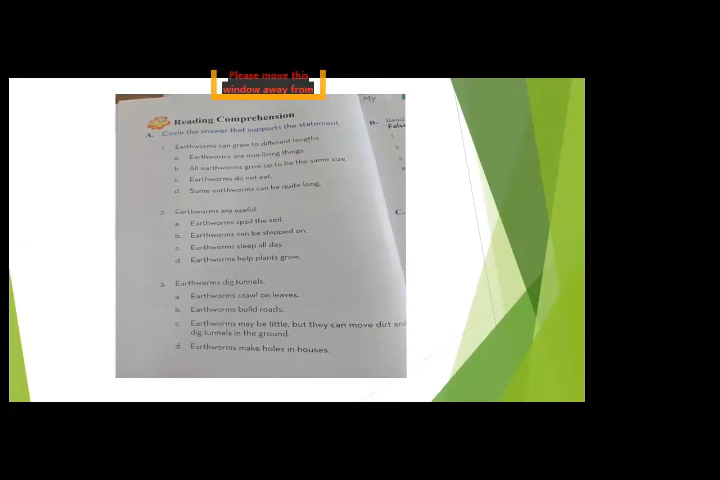 Please move this
window away from
My
Reading Comprehension
A. Circle the answer that supports the statement.
1. Earthworms can grow to different lengths.
a. Earthworms are non-living things.
b. All earthworms grow up to be the same size.
c. Earthworms do not eat.
d. Some earthworms can be quite long.
2. Earthworms are useful.
a. Earthworms spoil the soil.
b. Earthworms can be stepped on.
c. Earthworms sleep all day.
d. Earthworms help plants grow.
3. Earthworms dig tunnels.
a. Earthworms crawl on leaves.
b. Earthworms build roads.
c. Earthworms may be little, but they can move dirt and
dig tunnels in the ground.
d. Earthworms make holes in houses.
B. Read
False
C.